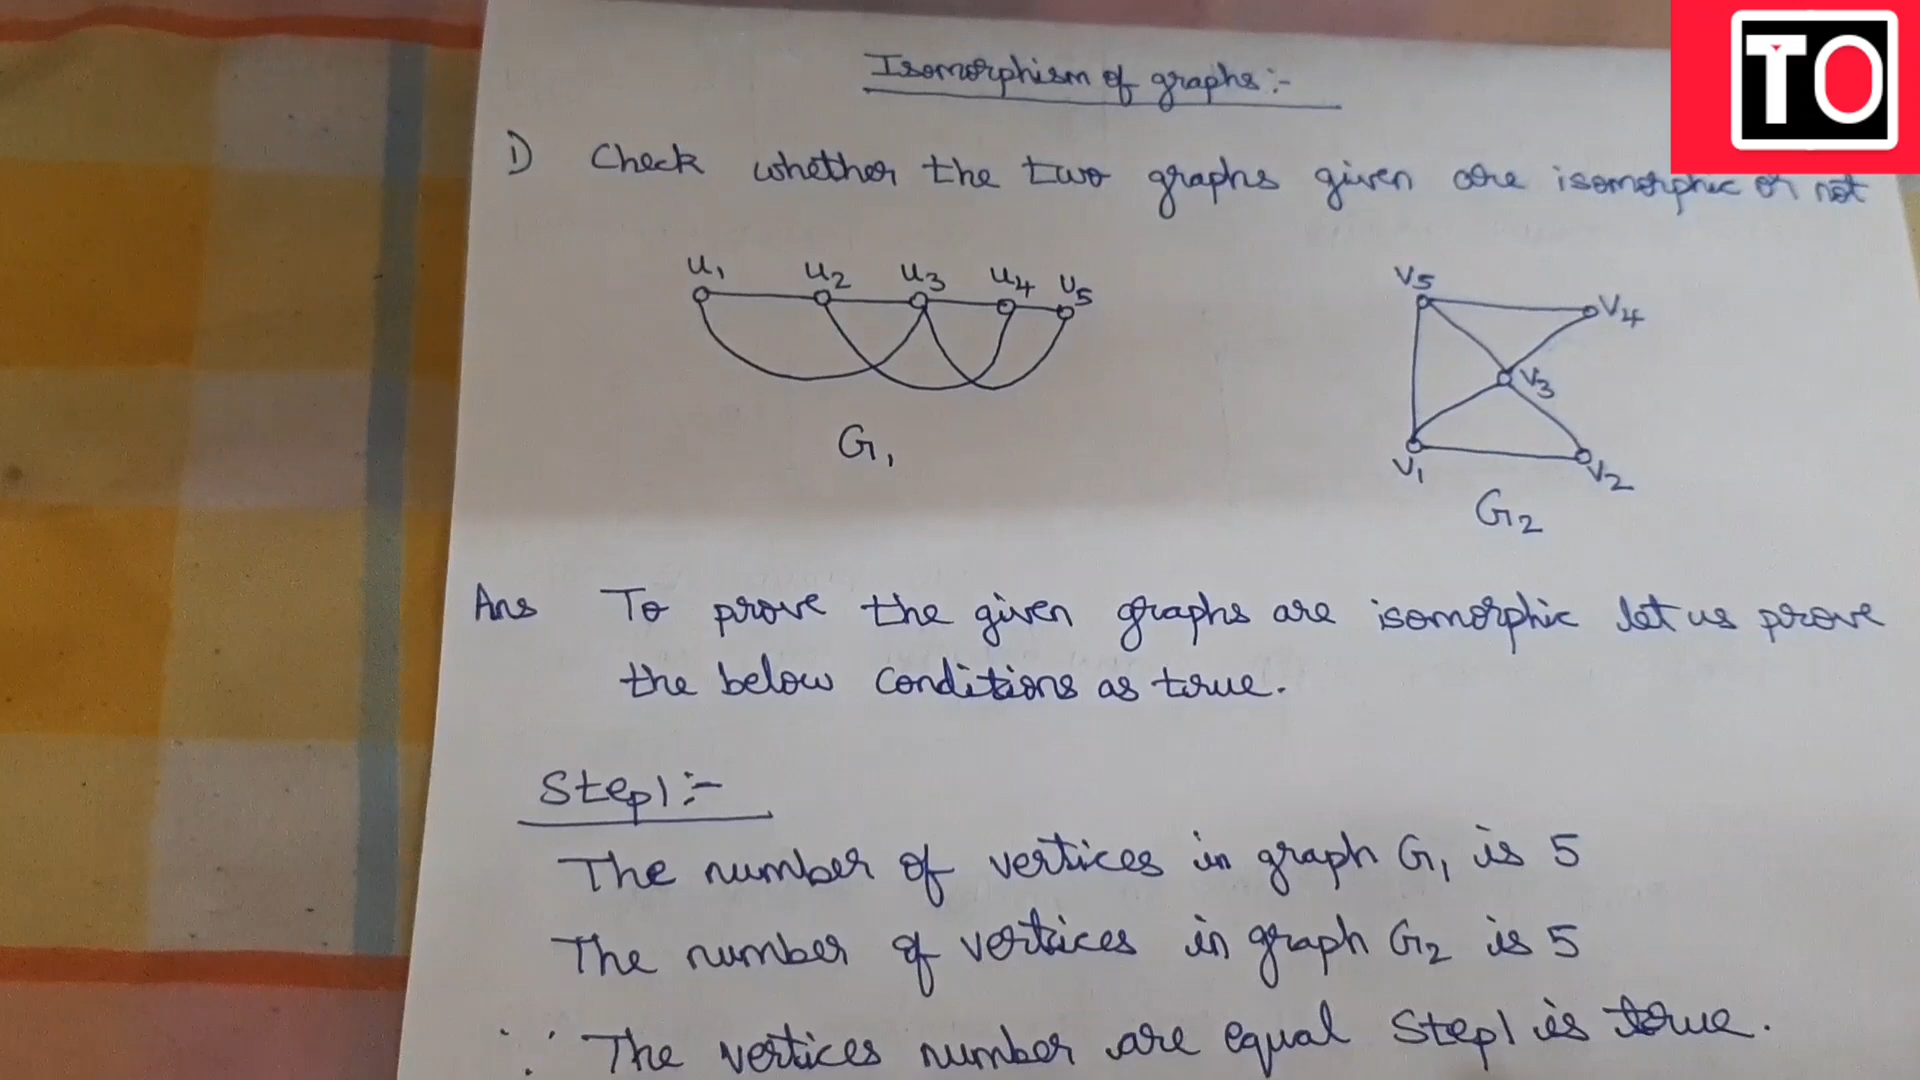 TO
Isomorphism of graphs:-
1) Check whether the two graphs given are isomorphic or not
u1 u2 u3 u4 u5
v5 v4
v3
v1 v2
G1
G2
Ans To prove the given graphs are isomorphic let us prove
the below conditions as true.
Step1:-
The number of vertices in graph G1 is 5
The number of vertices in graph G2 is 5
∵ The vertices number are equal Step1 is true.